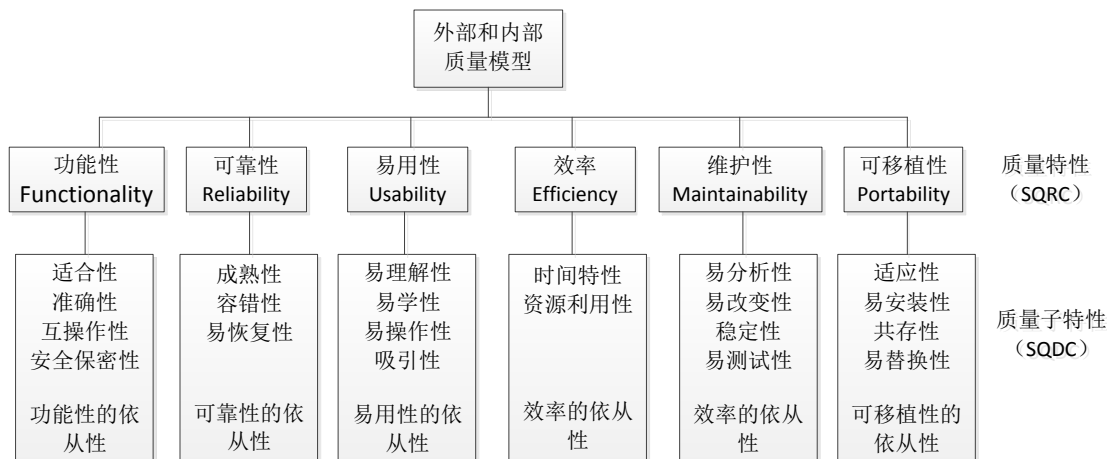 外部和内部
质量模型
功能性
Functionality
可靠性
Reliability
易用性
Usability
效率
Efficiency
维护性
Maintainability
可移植性
Portability
质量特性
（SQRC）
适合性
准确性
互操作性
安全保密性
功能性的依
从性
成熟性
容错性
易恢复性
可靠性的依
从性
易理解性
易学性
易操作性
吸引性
易用性的依
从性
时间特性
资源利用性
效率的依从
性
易分析性
易改变性
稳定性
易测试性
效率的依从
性
适应性
易安装性
共存性
易替换性
可移植性的
依从性
质量子特性
（SQDC）